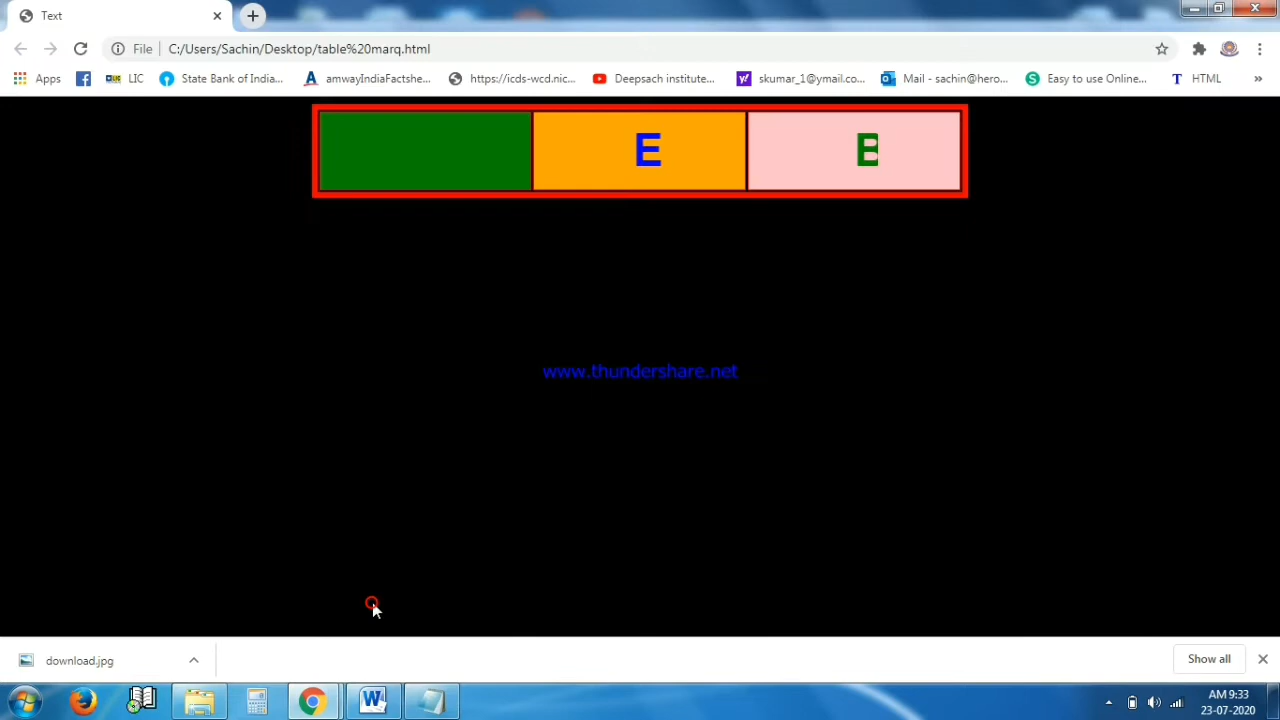 Text
File C:/Users/Sachin/Desktop/table%20marq.html
Apps LIC State Bank of India... amwayIndiaFactshe... https://icds-wcd.nic... Deepsach institute... skumar_1@ymail.co... Mail - sachin@hero... Easy to use Online... T HTML »
E B
www.thundershare.net
download.jpg Show all
AM 9:33
23-07-2020